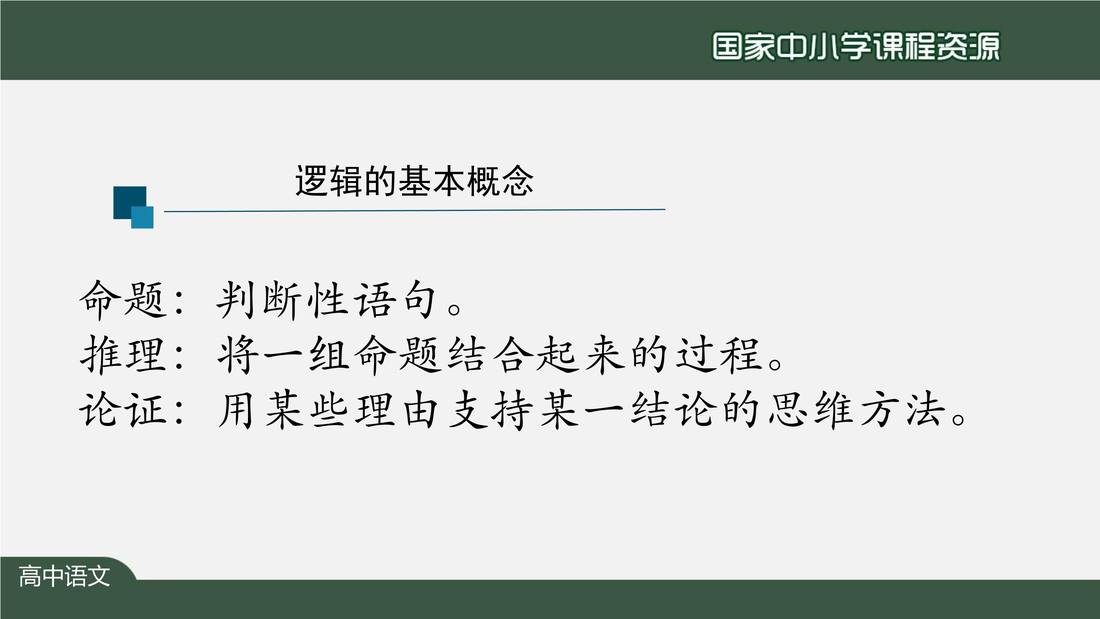 国家中小学课程资源
逻辑的基本概念
命题：判断性语句。
推理：将一组命题结合起来的过程。
论证：用某些理由支持某一结论的思维方法。
高中语文